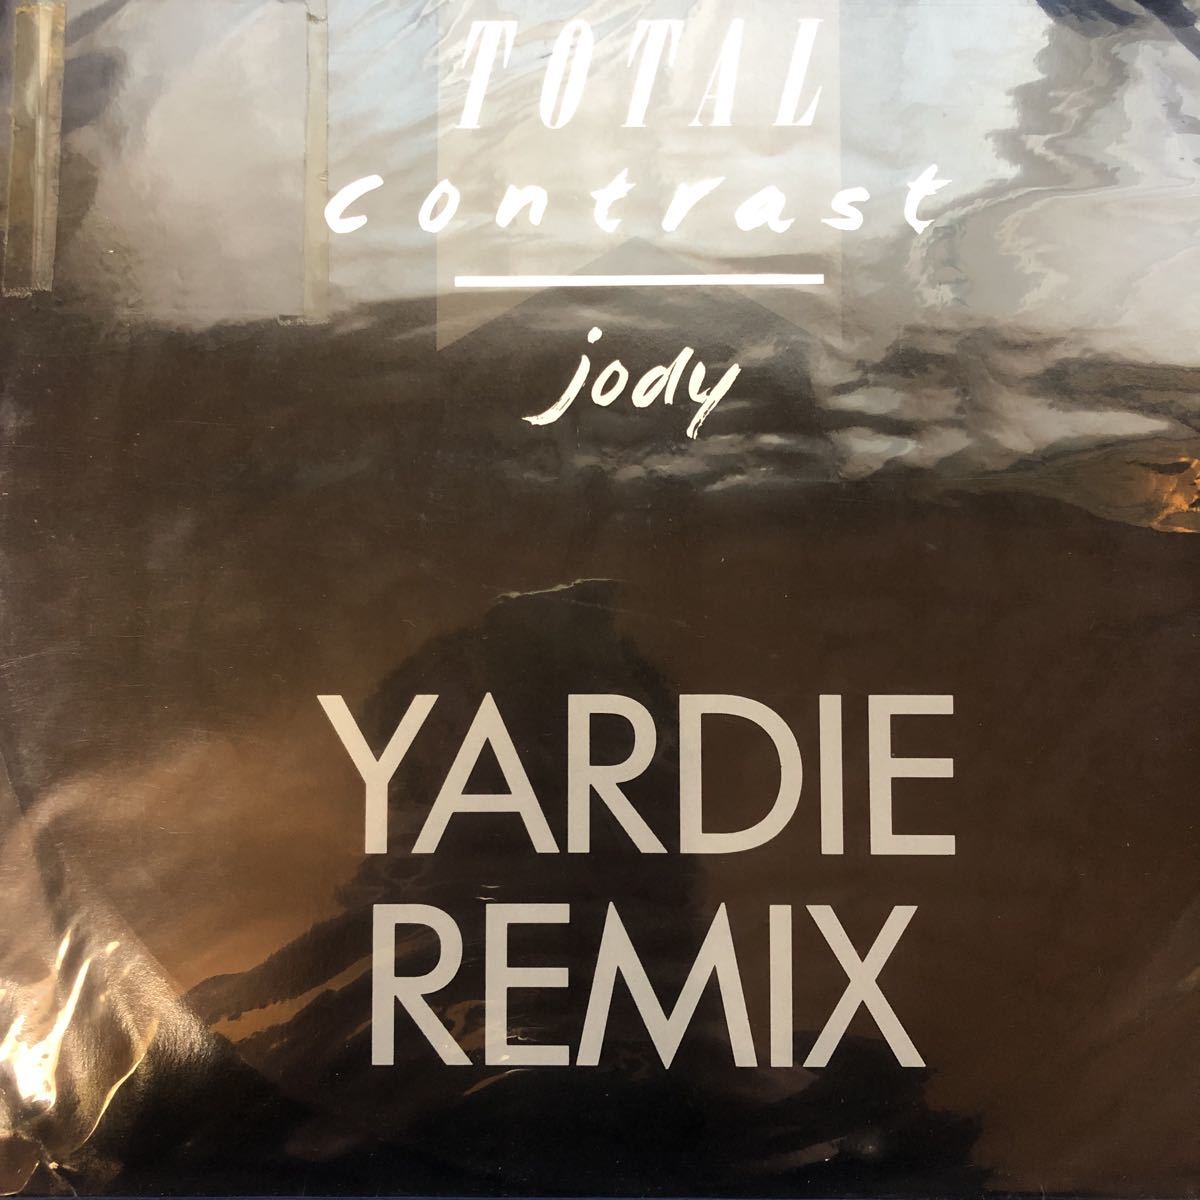 TOTAL
contrast
jody
YARDIE
REMIX